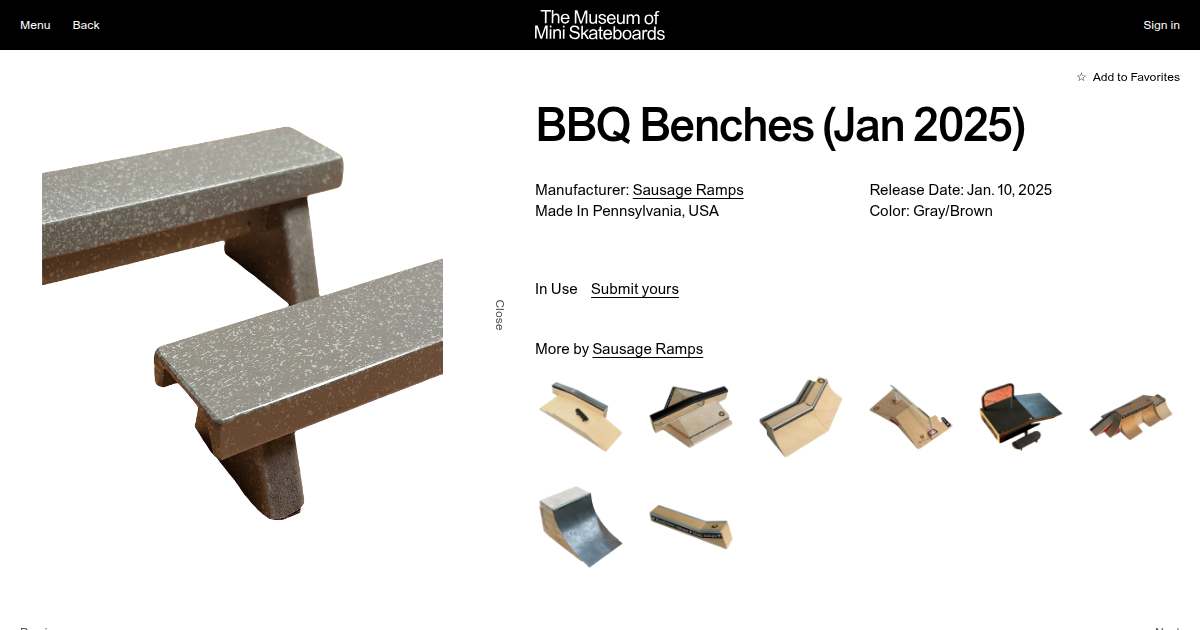 Menu
Back
The Museum of
Mini Skateboards
Sign in
☆ Add to Favorites
BBQ Benches (Jan 2025)
Manufacturer: Sausage Ramps
Made In Pennsylvania, USA
Release Date: Jan. 10, 2025
Color: Gray/Brown
In Use Submit yours
Close
More by Sausage Ramps